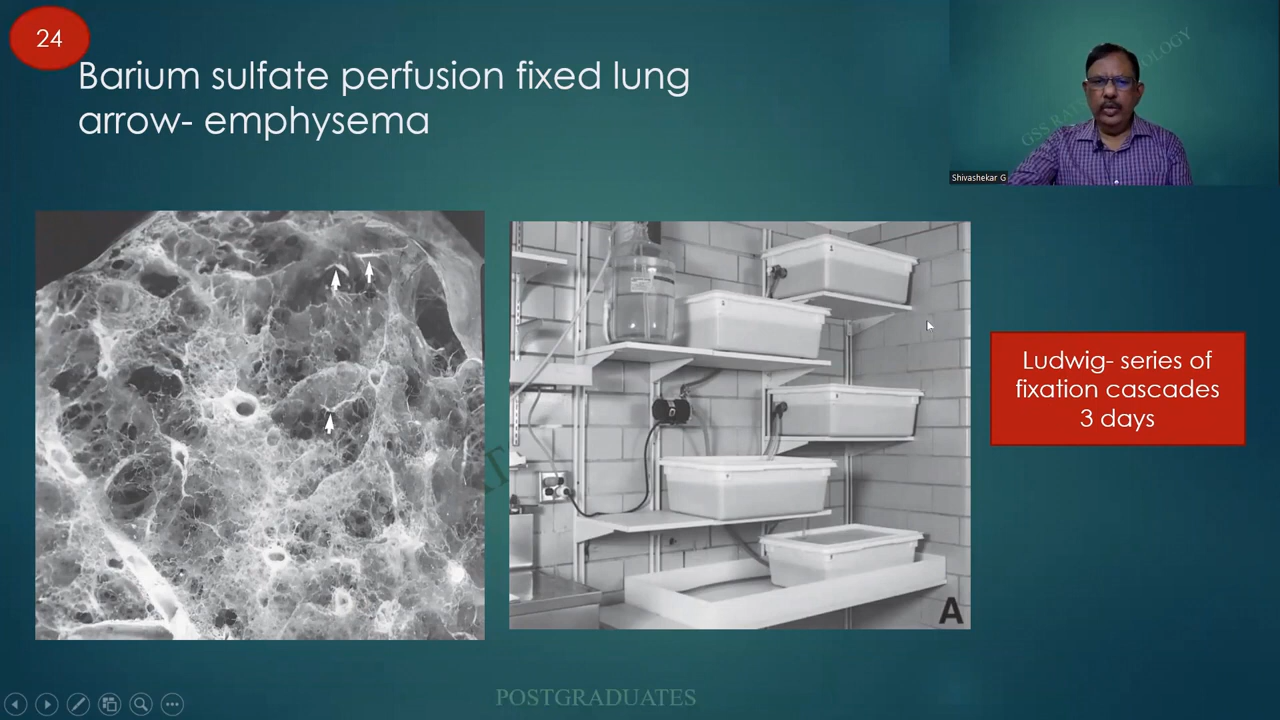 24
Barium sulfate perfusion fixed lung
arrow- emphysema
Shivashekar G
A
Ludwig- series of
fixation cascades
3 days
POSTGRADUATES